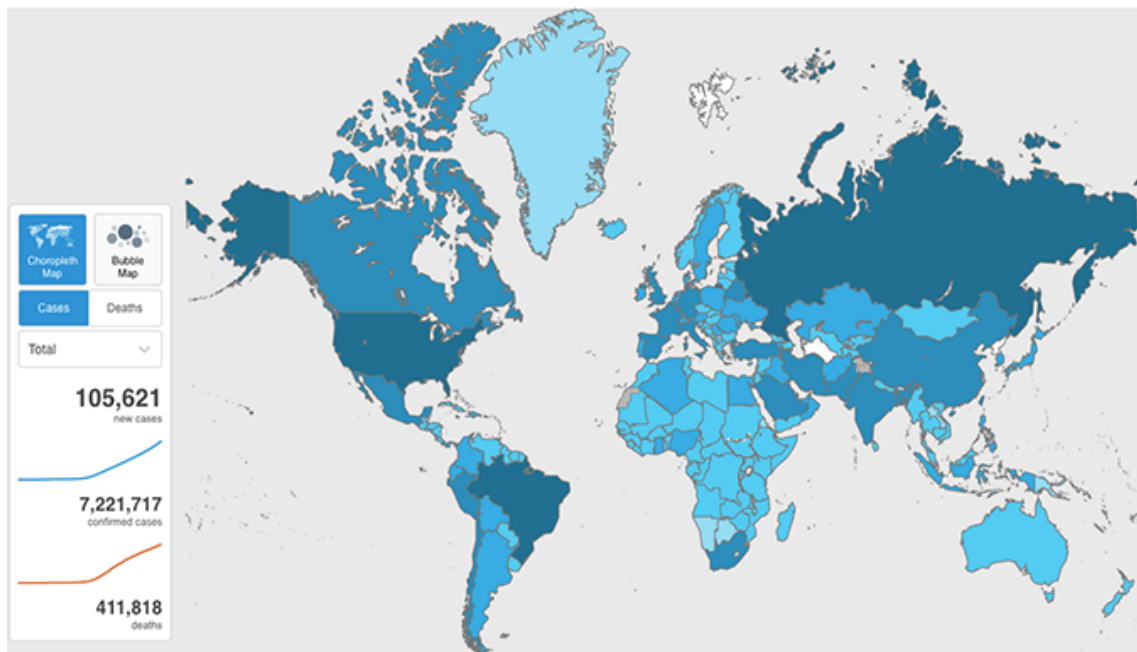 Choropleth
Map
Bubble
Map
Cases
Deaths
Total
105,621
new cases
7,221,717
confirmed cases
411,818
deaths